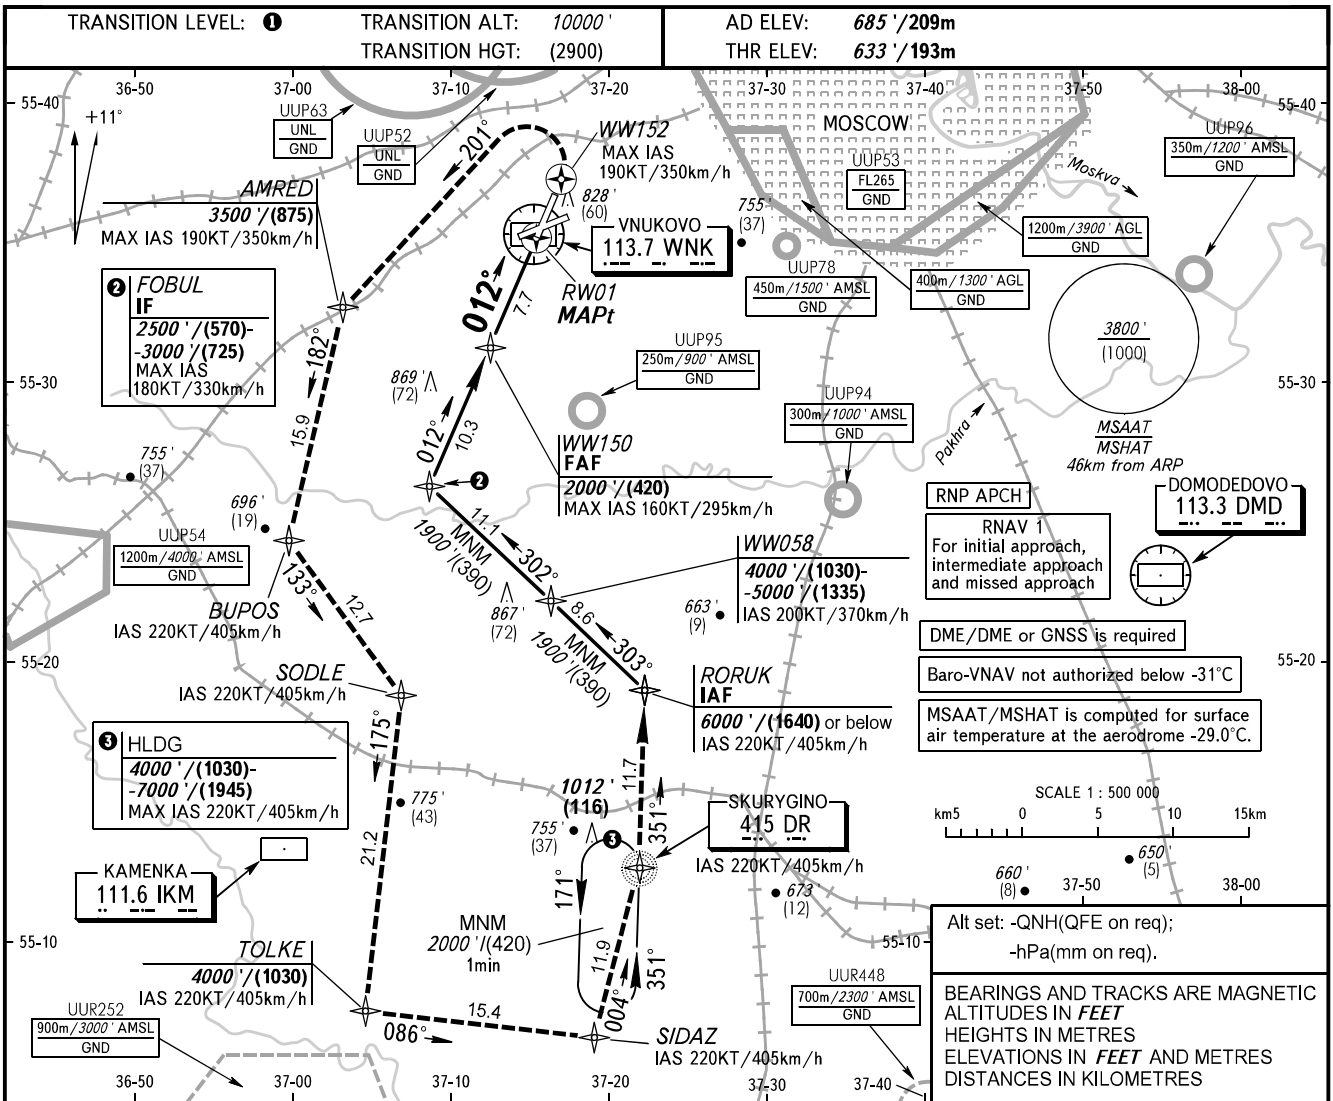 TRANSITION LEVEL: ❶
TRANSITION ALT: 10000 '
TRANSITION HGT: (2900)
AD ELEV: 685 '/209m
THR ELEV: 633 '/193m
36-50
37-00
37-10
37-20
37-30
37-40
37-50
38-00
55-40
55-40
+11°
UUP63
UNL
GND
UUP52
UNL
GND
201°
WW152
MAX IAS
190KT/350km/h
MOSCOW
UUP53
FL265
GND
Moskva
UUP96
350m/1200' AMSL
GND
AMRED
3500 '/(875)
MAX IAS 190KT/350km/h
828 '
(60)
VNUKOVO
113.7 WNK
755 '
(37)
1200m/3900' AGL
GND
UUP78
450m/1500' AMSL
GND
400m/1300' AGL
GND
❷ FOBUL
IF
2500 '/(570)-
-3000 '/(725)
MAX IAS
180KT/330km/h
012°
7.7
RW01
MAPt
182°
15.9
3800 '
(1000)
MSAAT
MSHAT
46km from ARP
UUP95
250m/900' AMSL
GND
55-30
55-30
869 '
(72)
012°
10.3
UUP94
300m/1000' AMSL
GND
Pakhra
WW150
FAF
2000 '/(420)
MAX IAS 160KT/295km/h
❷
755 '
(37)
696 '
(19)
RNP APCH
DOMODEDOVO
113.3 DMD
RNAV 1
For initial approach,
intermediate approach
and missed approach
UUP54
1200m/4000' AMSL
GND
11.1
302°
MNM
1900 '/(390)
WW058
4000 '/(1030)-
-5000 '/(1335)
IAS 200KT/370km/h
133°
12.7
BUPOS
IAS 220KT/405km/h
867 '
(72)
8.6
303°
MNM
1900 '/(390)
663 '
(9)
DME/DME or GNSS is required
55-20
55-20
SODLE
IAS 220KT/405km/h
RORUK
IAF
6000 '/(1640) or below
IAS 220KT/405km/h
Baro-VNAV not authorized below -31°C
MSAAT/MSHAT is computed for surface
air temperature at the aerodrome -29.0°C.
❸ HLDG
4000 '/(1030)-
-7000 '/(1945)
MAX IAS 220KT/405km/h
175°
21.2
775 '
(43)
1012 '
(116)
755 '
(37)
❸
11.7
351°
SKURYGINO
415 DR
IAS 220KT/405km/h
SCALE 1 : 500 000
km5 0 5 10 15km
KAMENKA
111.6 IKM
171°
673 '
(12)
660 '
(8)
650 '
(5)
37-50
38-00
MNM
2000 '/(420)
1min
11.9
004°
351°
55-10
55-10
Alt set: -QNH(QFE on req);
-hPa(mm on req).
TOLKE
4000 '/(1030)
IAS 220KT/405km/h
UUR448
700m/2300' AMSL
GND
UUR252
900m/3000' AMSL
GND
086°
15.4
SIDAZ
IAS 220KT/405km/h
BEARINGS AND TRACKS ARE MAGNETIC
ALTITUDES IN FEET
HEIGHTS IN METRES
ELEVATIONS IN FEET AND METRES
DISTANCES IN KILOMETRES
36-50
37-00
37-10
37-20
37-30
37-40